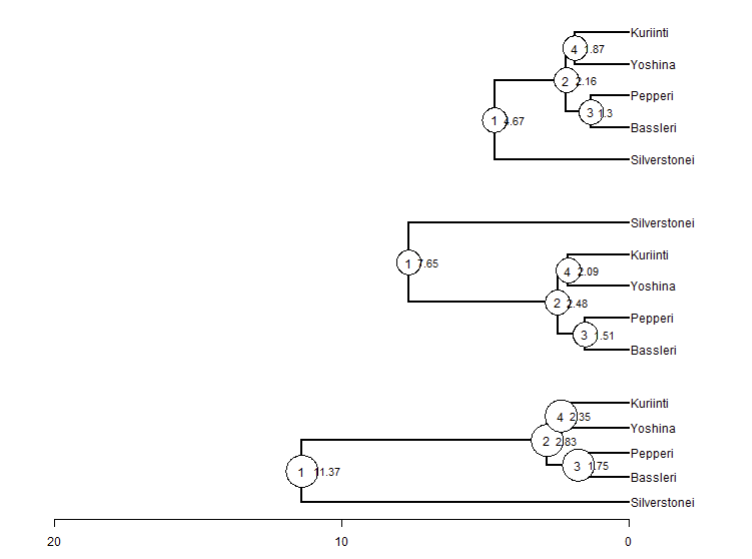 Kuriinti
4 1.87
Yoshina
2 2.16
Pepperi
3 1.3
Bassleri
1 4.67
Silverstonei
Silverstonei
Kuriinti
1 7.65
4 2.09
Yoshina
2 2.48
Pepperi
3 1.51
Bassleri
Kuriinti
4 2.35
Yoshina
2 2.83
Pepperi
3 1.75
1 11.37
Bassleri
Silverstonei
20 10 0